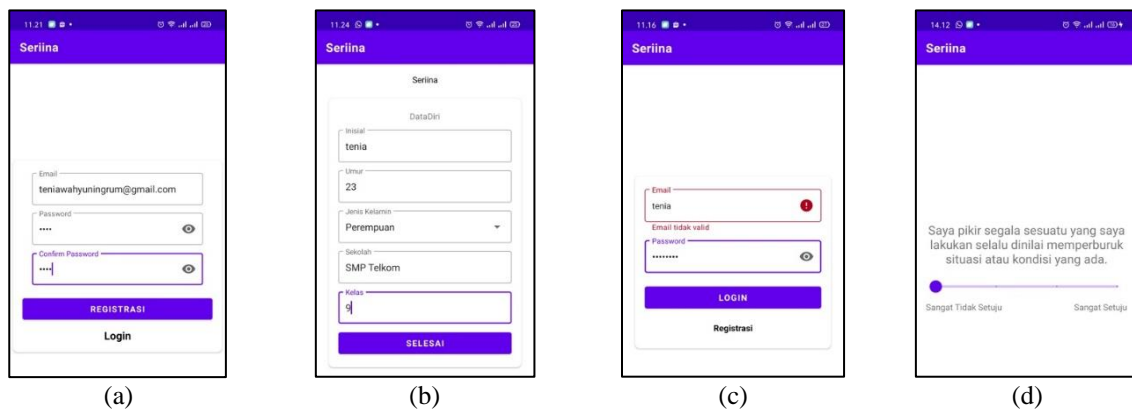 11.21
Seriina
Email
teniawahyuningrum@gmail.com
Password
••••
Confirm Password
••••
REGISTRASI
Login
(a)
11.24
Seriina
Seriina
DataDiri
Inisial
tenia
Umur
23
Jenis Kelamin
Perempuan
Sekolah
SMP Telkom
Kelas
9
SELESAI
(b)
11.16
Seriina
Email
tenia
Email tidak valid
Password
••••••••
LOGIN
Registrasi
(c)
14.12
Seriina
Saya pikir segala sesuatu yang saya
lakukan selalu dinilai memperburuk
situasi atau kondisi yang ada.
Sangat Tidak Setuju
Sangat Setuju
(d)